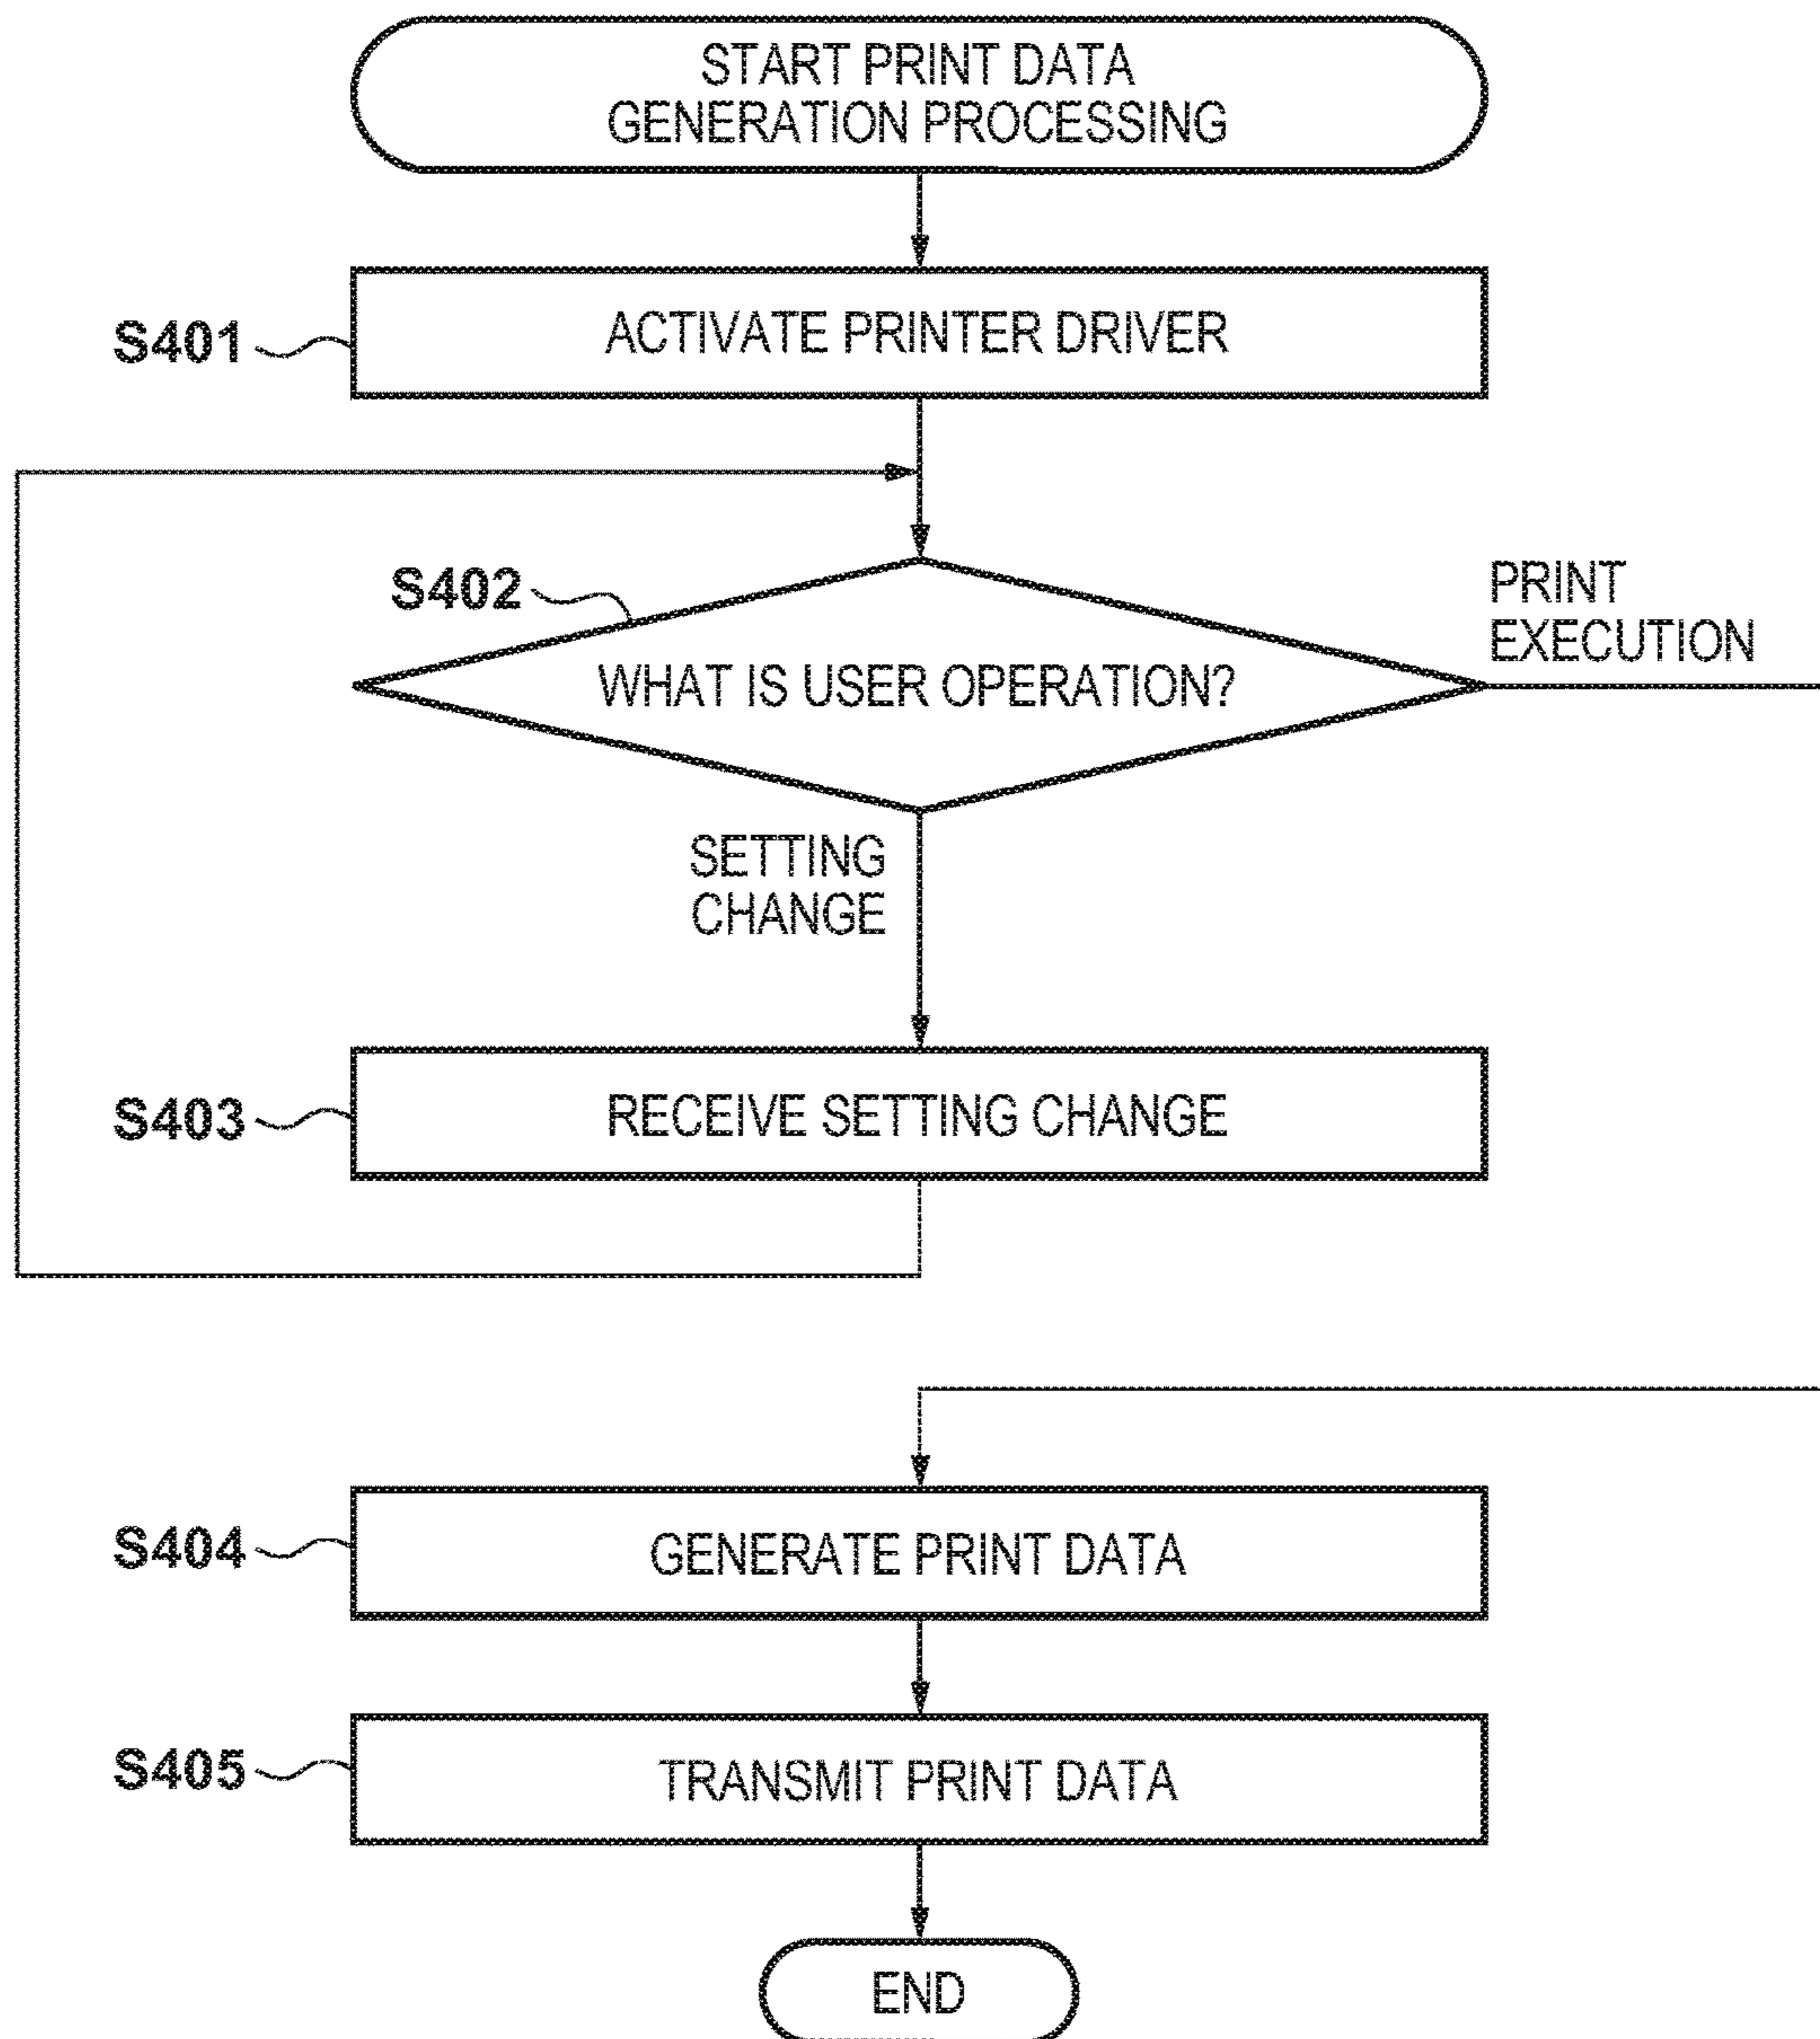 START PRINT DATA
GENERATION PROCESSING
S401
ACTIVATE PRINTER DRIVER
S402
WHAT IS USER OPERATION?
PRINT
EXECUTION
SETTING
CHANGE
S403
RECEIVE SETTING CHANGE
S404
GENERATE PRINT DATA
S405
TRANSMIT PRINT DATA
END